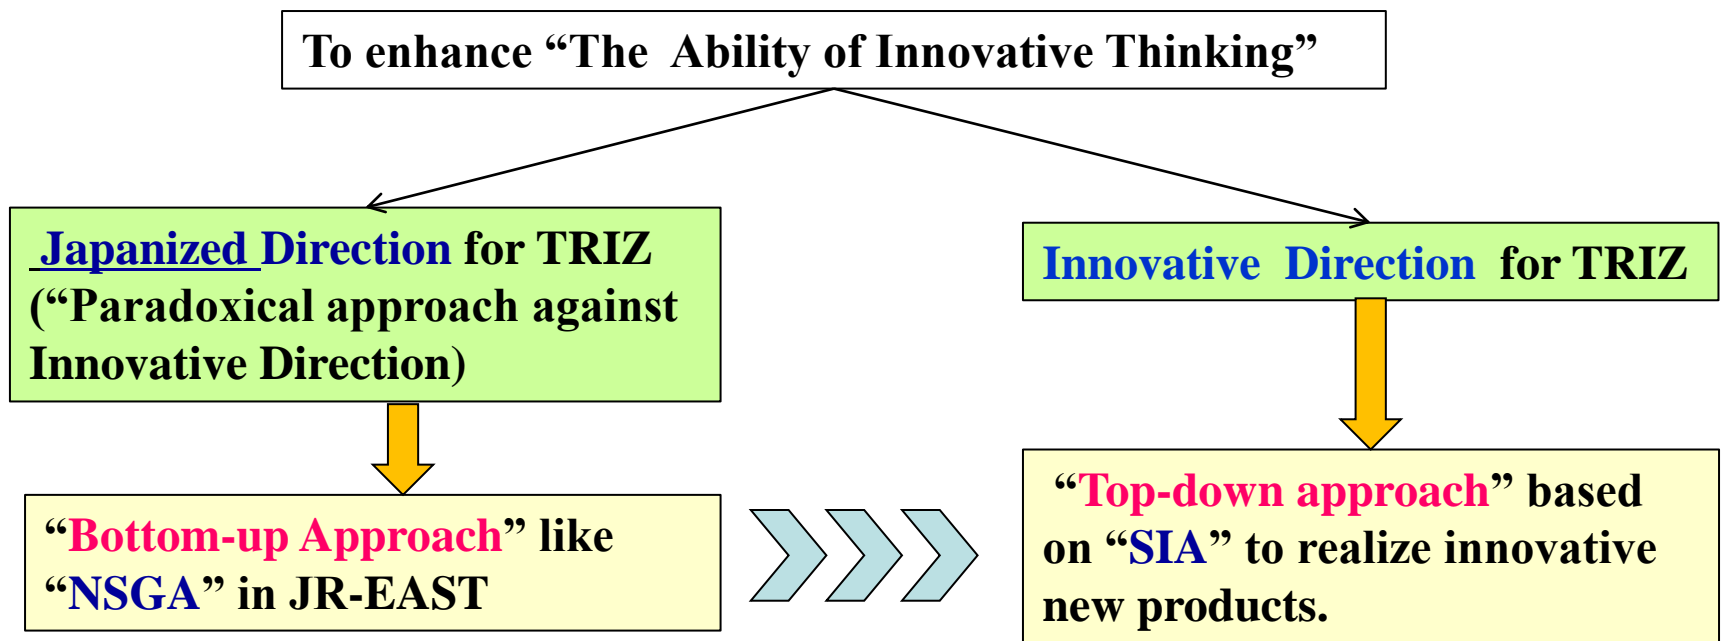 To enhance “The Ability of Innovative Thinking”
Japanized Direction for TRIZ
(“Paradoxical approach against
Innovative Direction)
Innovative Direction for TRIZ
“Bottom-up Approach” like
“NSGA” in JR-EAST
“Top-down approach” based
on “SIA” to realize innovative
new products.